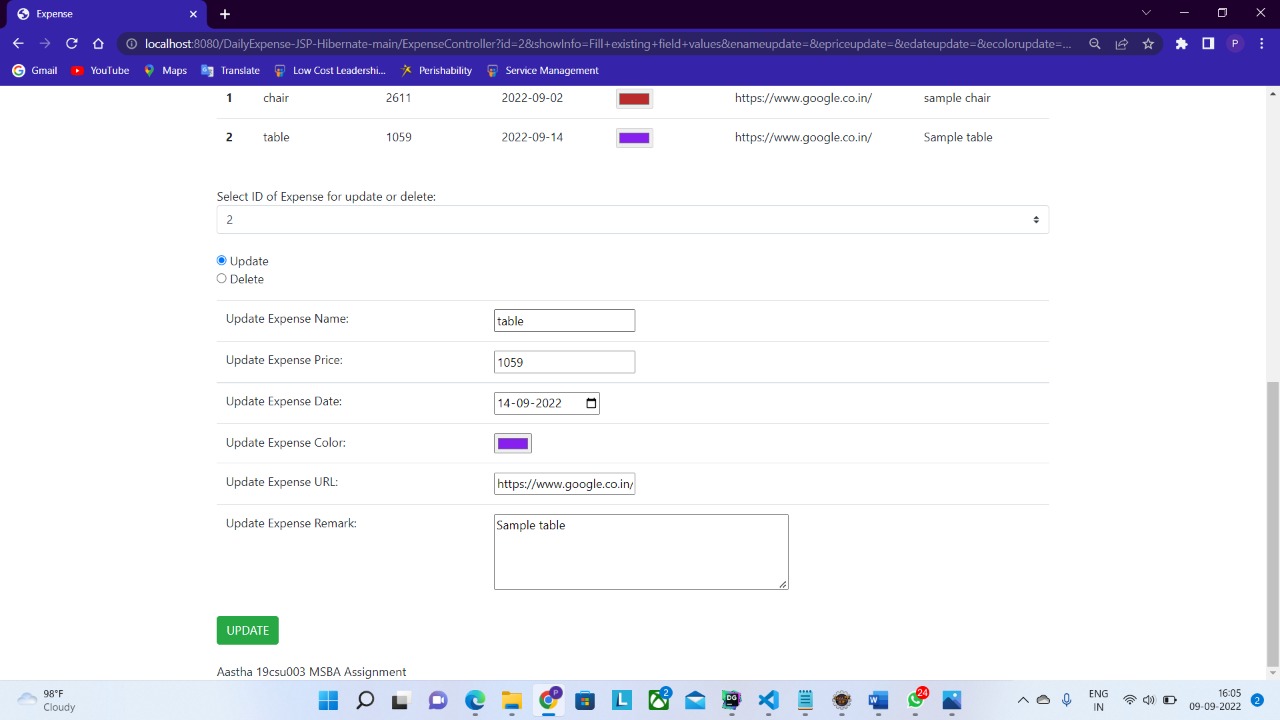 Expense
localhost:8080/DailyExpense-JSP-Hibernate-main/ExpenseController?id=2&showInfo=Fill+existing+field+values&enameupdate=&epriceupdate=&edateupdate=&ecolorupdate=...
P
Gmail YouTube Maps Translate Low Cost Leadershi... Perishability Service Management
1 chair 2611 2022-09-02 https://www.google.co.in/ sample chair
2 table 1059 2022-09-14 https://www.google.co.in/ Sample table
Select ID of Expense for update or delete:
2
Update
Delete
Update Expense Name: table
Update Expense Price: 1059
Update Expense Date: 14-09-2022
Update Expense Color:
Update Expense URL: https://www.google.co.in/
Update Expense Remark: Sample table
UPDATE
Aastha 19csu003 MSBA Assignment
98°F
Cloudy
P
L
2
DG
W
24
ENG
IN
16:05
09-09-2022
2